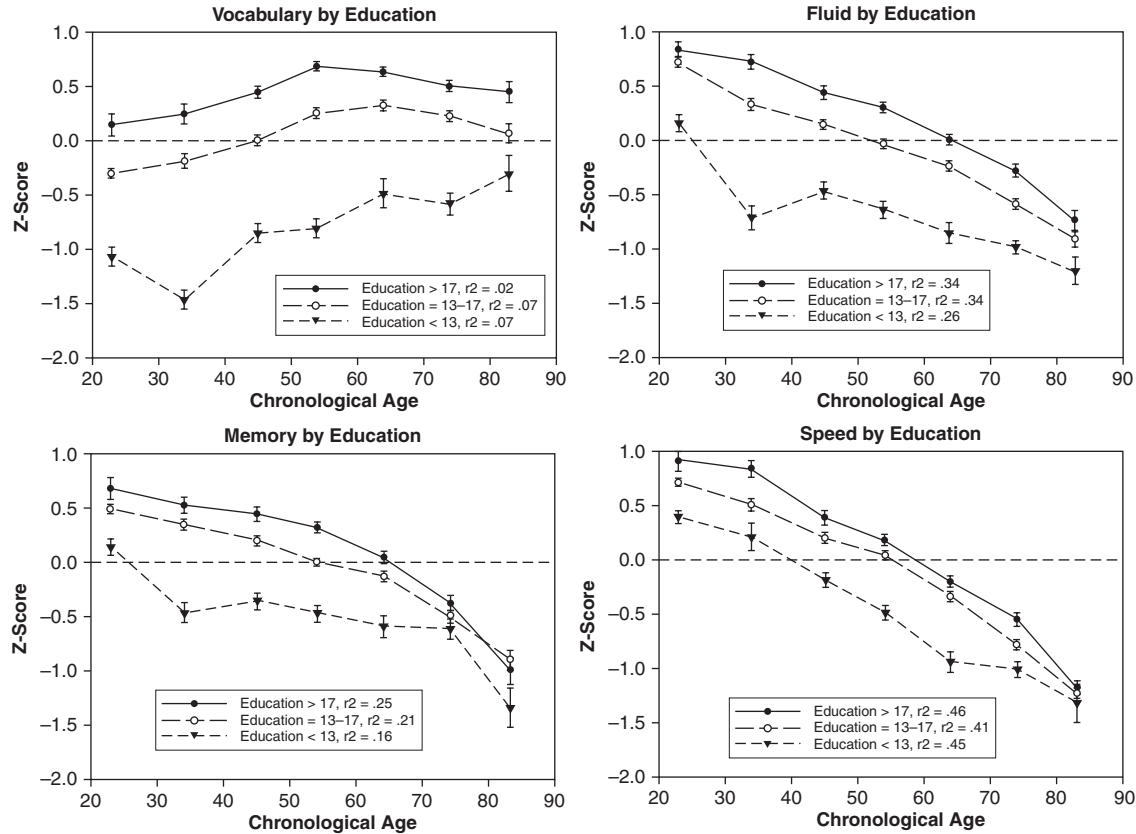 Vocabulary by Education
1.0
0.5
0.0
−0.5
−1.0
−1.5
−2.0
Z-Score
Education > 17, r2 = .02
Education = 13–17, r2 = .07
Education < 13, r2 = .07
20 30 40 50 60 70 80 90
Chronological Age
Fluid by Education
1.0
0.5
0.0
−0.5
−1.0
−1.5
−2.0
Z-Score
Education > 17, r2 = .34
Education = 13–17, r2 = .34
Education < 13, r2 = .26
20 30 40 50 60 70 80 90
Chronological Age
Memory by Education
1.0
0.5
0.0
−0.5
−1.0
−1.5
−2.0
Z-Score
Education > 17, r2 = .25
Education = 13–17, r2 = .21
Education < 13, r2 = .16
20 30 40 50 60 70 80 90
Chronological Age
Speed by Education
1.0
0.5
0.0
−0.5
−1.0
−1.5
−2.0
Z-Score
Education > 17, r2 = .46
Education = 13–17, r2 = .41
Education < 13, r2 = .45
20 30 40 50 60 70 80 90
Chronological Age